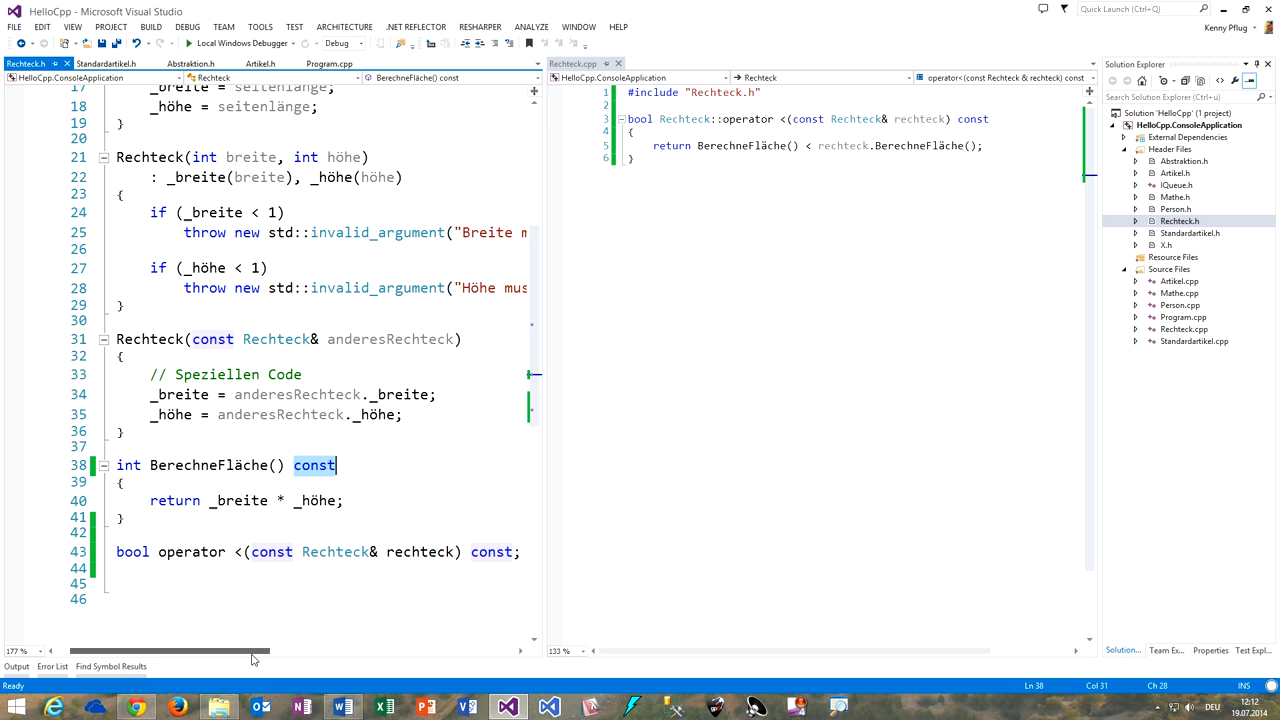 HelloCpp - Microsoft Visual Studio
Quick Launch (Ctrl+Q)
FILE EDIT VIEW PROJECT BUILD DEBUG TEAM TOOLS TEST ARCHITECTURE .NET REFLECTOR RESHARPER ANALYZE WINDOW HELP
Kenny Pflug
Local Windows Debugger Debug
Rechteck.h Standardartikel.h Abstraktion.h Artikel.h Program.cpp
HelloCpp.ConsoleApplication Rechteck BerechneFläche() const
17 _breite = seitenlänge;
18 _höhe = seitenlänge;
19 }
20
21 Rechteck(int breite, int höhe)
22 : _breite(breite), _höhe(höhe)
23 {
24 if (_breite < 1)
25 throw new std::invalid_argument("Breite m
26
27 if (_höhe < 1)
28 throw new std::invalid_argument("Höhe mus
29 }
30
31 Rechteck(const Rechteck& anderesRechteck)
32 {
33 // Speziellen Code
34 _breite = anderesRechteck._breite;
35 _höhe = anderesRechteck._höhe;
36 }
37
38 int BerechneFläche() const
39 {
40 return _breite * _höhe;
41 }
42
43 bool operator <(const Rechteck& rechteck) const;
44
45
46
177 %
Rechteck.cpp
HelloCpp.ConsoleApplication Rechteck operator<(const Rechteck & rechteck) const
1 #include "Rechteck.h"
2
3 bool Rechteck::operator <(const Rechteck& rechteck) const
4 {
5 return BerechneFläche() < rechteck.BerechneFläche();
6 }
133 %
Solution Explorer
Search Solution Explorer (Ctrl+ü)
Solution 'HelloCpp' (1 project)
HelloCpp.ConsoleApplication
External Dependencies
Header Files
Abstraktion.h
Artikel.h
IQueue.h
Mathe.h
Person.h
Rechteck.h
Standardartikel.h
X.h
Resource Files
Source Files
Artikel.cpp
Mathe.cpp
Person.cpp
Program.cpp
Rechteck.cpp
Standardartikel.cpp
Solution... Team Ex... Properties Test Expl...
Output Error List Find Symbol Results
Ready Ln 38 Col 31 Ch 28 INS
DEU
12:12
19.07.2014